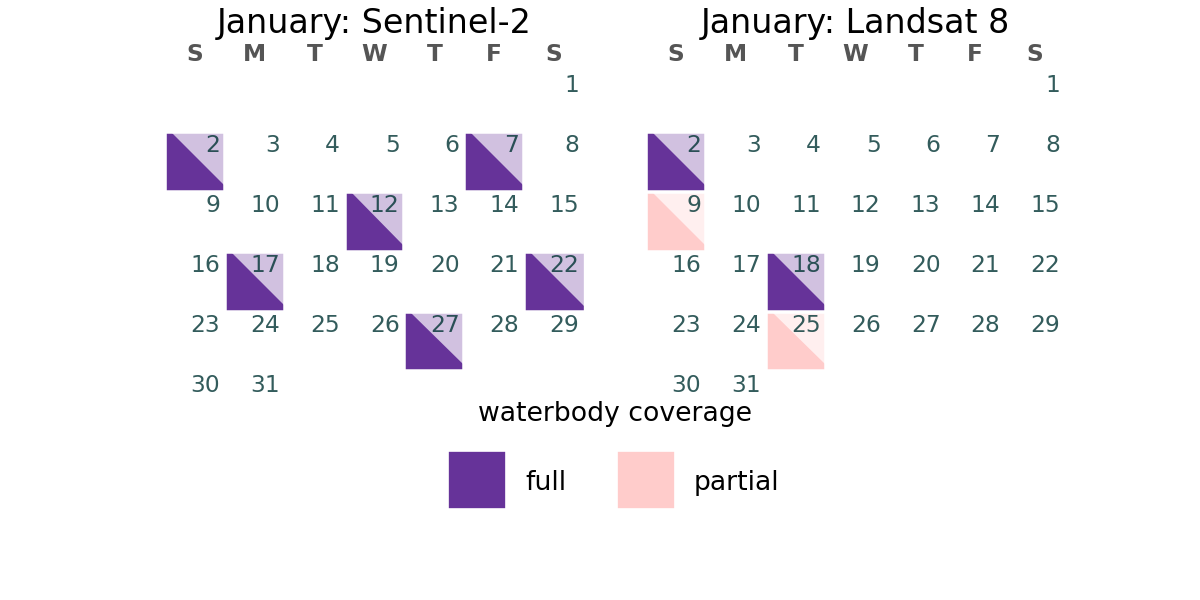 January: Sentinel-2
S M T W T F S
1
2 3 4 5 6 7 8
9 10 11 12 13 14 15
16 17 18 19 20 21 22
23 24 25 26 27 28 29
30 31
January: Landsat 8
S M T W T F S
1
2 3 4 5 6 7 8
9 10 11 12 13 14 15
16 17 18 19 20 21 22
23 24 25 26 27 28 29
30 31
waterbody coverage
full
partial